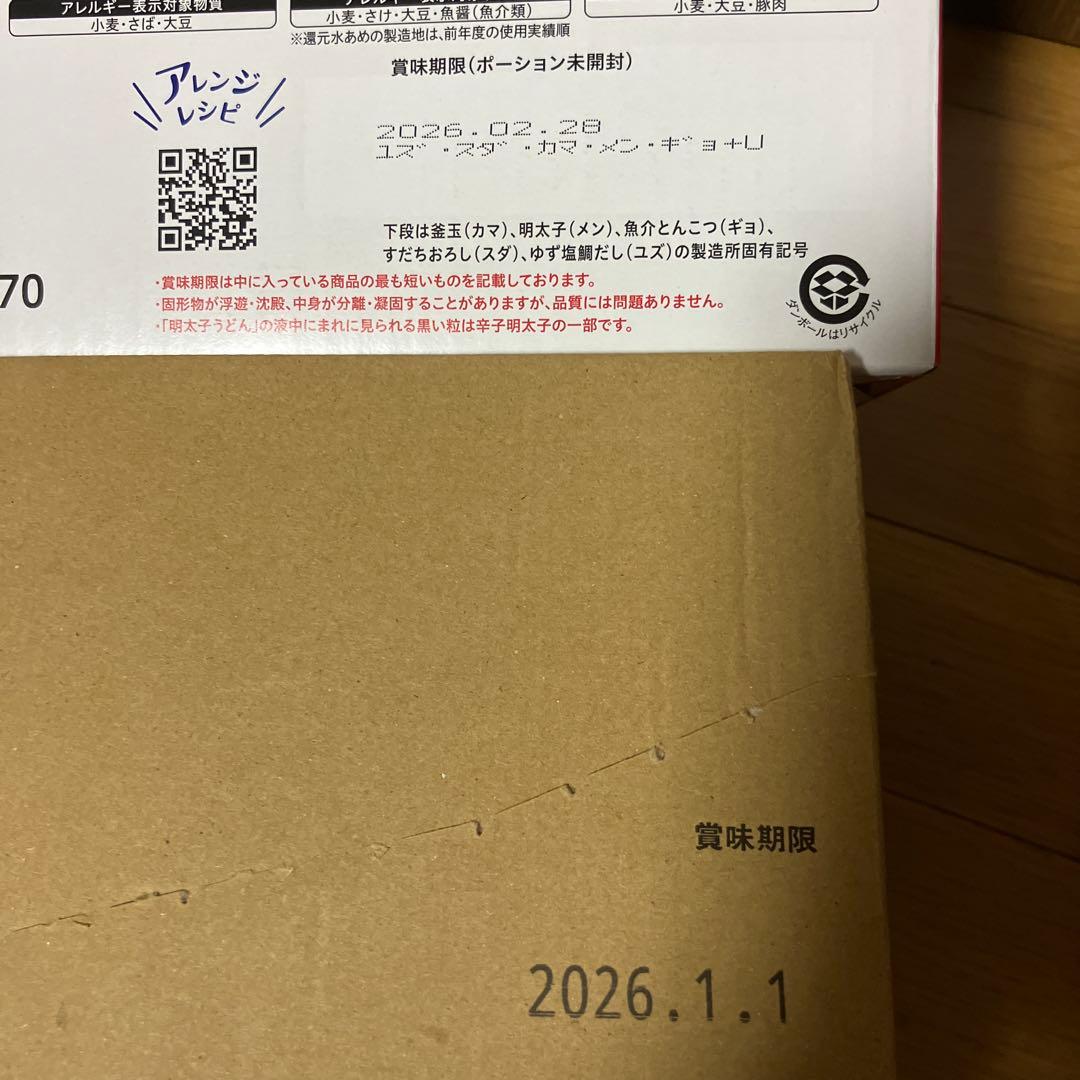 アレルギー表示対象物質
小麦・さば・大豆
小麦・さけ・大豆・魚醤(魚介類)
小麦・大豆・豚肉
※還元水あめの製造地は、前年度の使用実績順
アレンジ
レシピ
賞味期限(ポーション未開封)
2026.02.28
ユズ・スダ・カマ・メン・ギョ+U
下段は釜玉(カマ)、明太子(メン)、魚介とんこつ(ギョ)、
すだちおろし(スダ)、ゆず塩鯛だし(ユズ)の製造所固有記号
70
・賞味期限は中に入っている商品の最も短いものを記載しております。
・固形物が浮遊・沈殿、中身が分離・凝固することがありますが、品質には問題ありません。
・「明太子うどん」の液中にまれに見られる黒い粒は辛子明太子の一部です。
ダンボールはリサイクル
賞味期限
2026.1.1